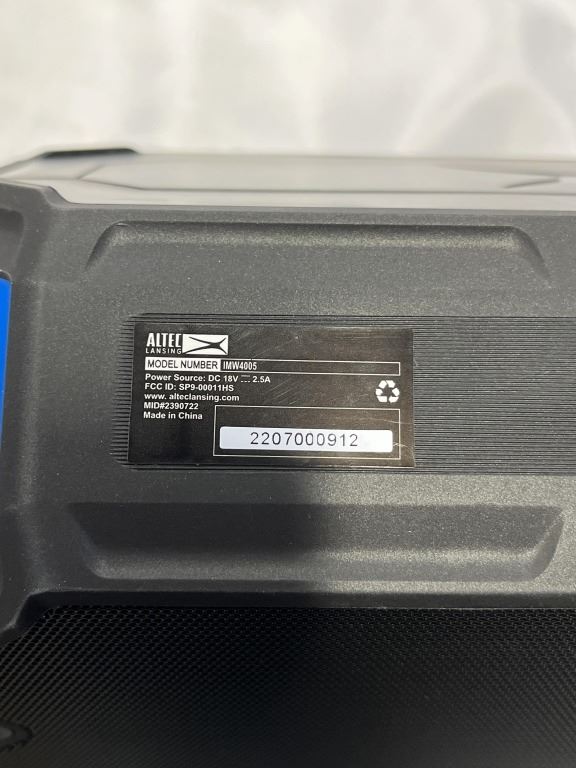 ALTEC
LANSING
MODEL NUMBER IMW4005
Power Source: DC 18V ⎓ 2.5A
FCC ID: SP9-00011HS
www. alteclansing.com
MID#2390722
Made in China
2207000912